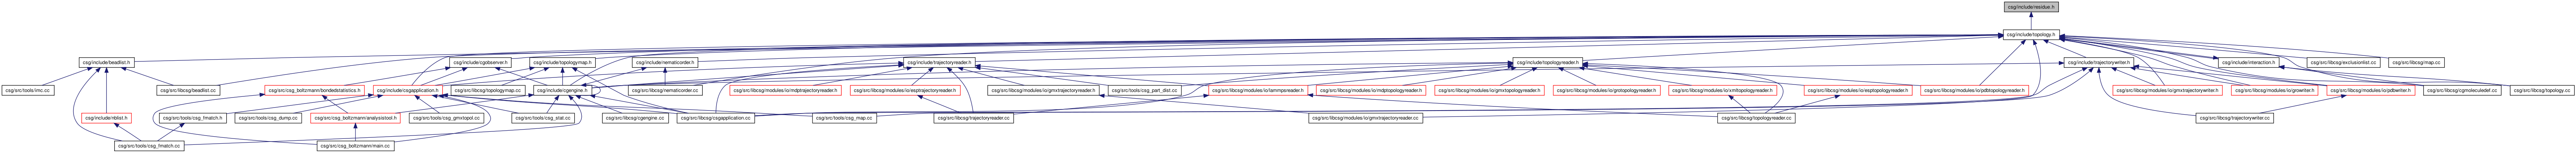 csg/include/residue.h
csg/include/topology.h
csg/include/beadlist.h
csg/include/cgobserver.h
csg/include/topologymap.h
csg/include/nematicorder.h
csg/include/trajectoryreader.h
csg/include/topologyreader.h
csg/include/trajectorywriter.h
csg/include/interaction.h
csg/src/libcsg/exclusionlist.cc
csg/src/libcsg/map.cc
csg/src/tools/rmc.cc
csg/src/libcsg/beadlist.cc
csg/src/csg_boltzmann/bondedstatistics.h
csg/include/csgapplication.h
csg/src/libcsg/topologymap.cc
csg/include/cgengine.h
csg/src/libcsg/nematicorder.cc
csg/src/libcsg/modules/io/mdptrajectoryreader.h
csg/src/libcsg/modules/io/esptrajectoryreader.h
csg/src/libcsg/modules/io/gmxtrajectoryreader.h
csg/src/tools/csg_part_dist.cc
csg/src/libcsg/modules/io/lammpsreader.h
csg/src/libcsg/modules/io/mdptopologyreader.h
csg/src/libcsg/modules/io/gmxtopologyreader.h
csg/src/libcsg/modules/io/grotopologyreader.h
csg/src/libcsg/modules/io/xmltopologyreader.h
csg/src/libcsg/modules/io/esptopologyreader.h
csg/src/libcsg/modules/io/pdbtopologyreader.h
csg/src/libcsg/modules/io/gmxtrajectorywriter.h
csg/src/libcsg/modules/io/growriter.h
csg/src/libcsg/modules/io/pdbwriter.h
csg/src/libcsg/cgmoleculedef.cc
csg/src/libcsg/topology.cc
csg/include/nblist.h
csg/src/tools/csg_fmatch.h
csg/src/tools/csg_dump.cc
csg/src/csg_boltzmann/analysistool.h
csg/src/tools/csg_gmxtopol.cc
csg/src/tools/csg_stat.cc
csg/src/libcsg/cgengine.cc
csg/src/libcsg/csgapplication.cc
csg/src/tools/csg_map.cc
csg/src/libcsg/trajectoryreader.cc
csg/src/libcsg/modules/io/gmxtrajectoryreader.cc
csg/src/libcsg/topologyreader.cc
csg/src/libcsg/trajectorywriter.cc
csg/src/tools/csg_fmatch.cc
csg/src/csg_boltzmann/main.cc